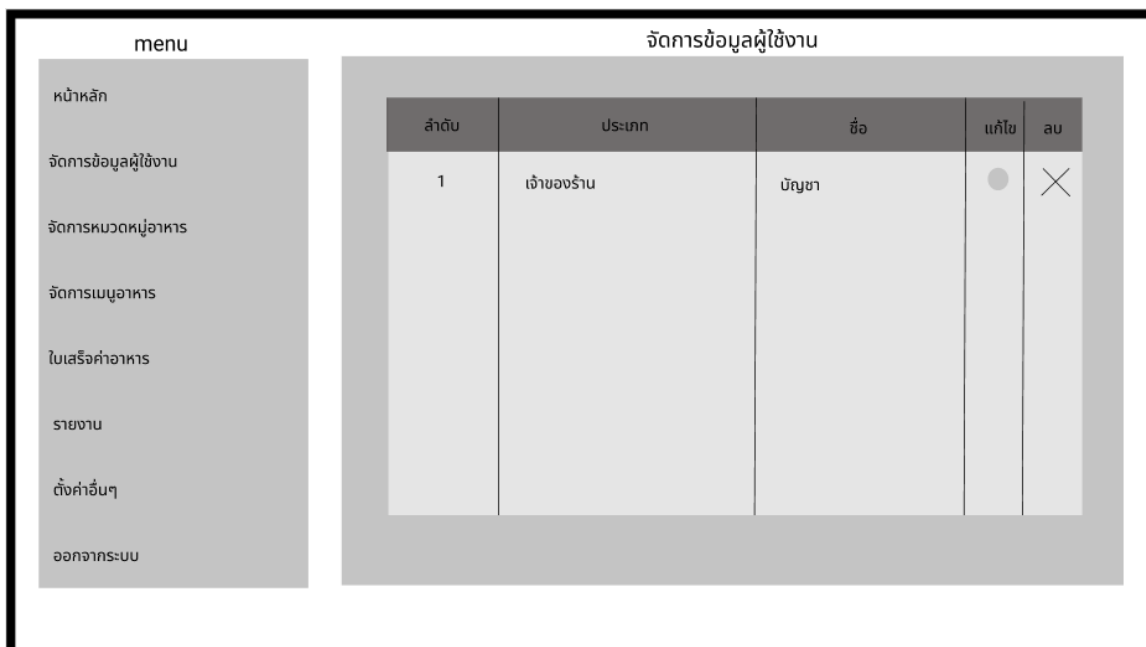 menu
จัดการข้อมูลผู้ใช้งาน
หน้าหลัก
จัดการข้อมูลผู้ใช้งาน
จัดการหมวดหมู่อาหาร
จัดการเมนูอาหาร
ใบเสร็จค่าอาหาร
รายงาน
ตั้งค่าอื่นๆ
ออกจากระบบ
ลำดับ ประเภท ชื่อ แก้ไข ลบ
1 เจ้าของร้าน บัญชา